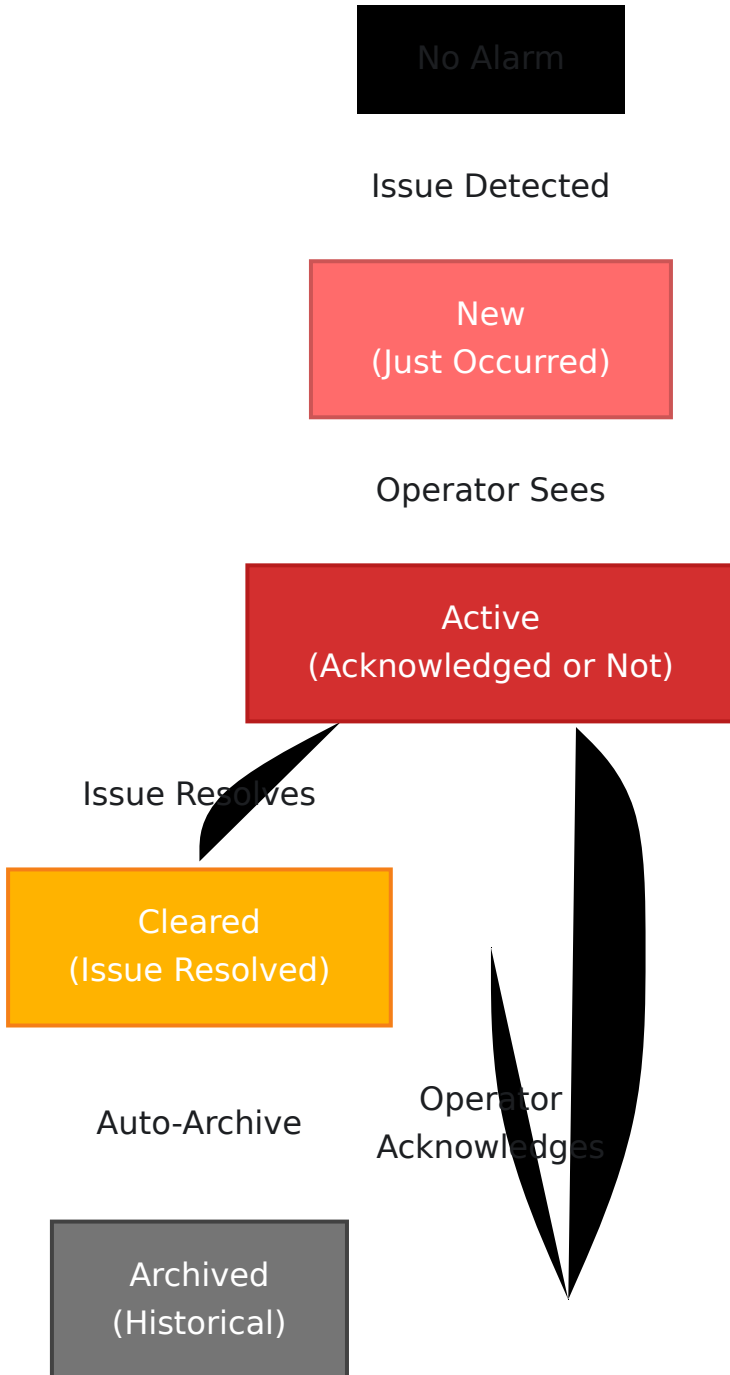 No Alarm
Issue Detected
New
(Just Occurred)
Operator Sees
Active
(Acknowledged or Not)
Issue Resolves
Cleared
(Issue Resolved)
Operator
Acknowledges
Auto-Archive
Archived
(Historical)